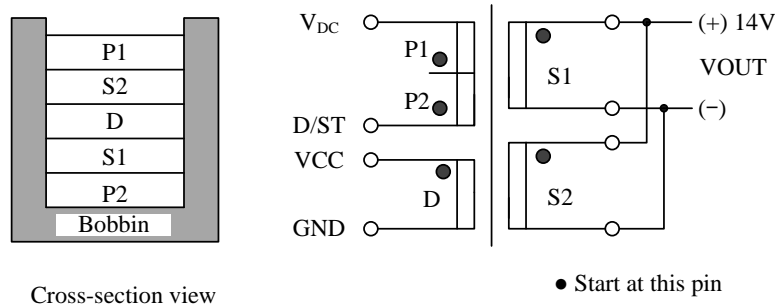 P1
S2
D
S1
P2
Bobbin
Cross-section view
VDC
P1
P2
D/ST
VCC
D
GND
S1
S2
(+) 14V
VOUT
(−)
● Start at this pin